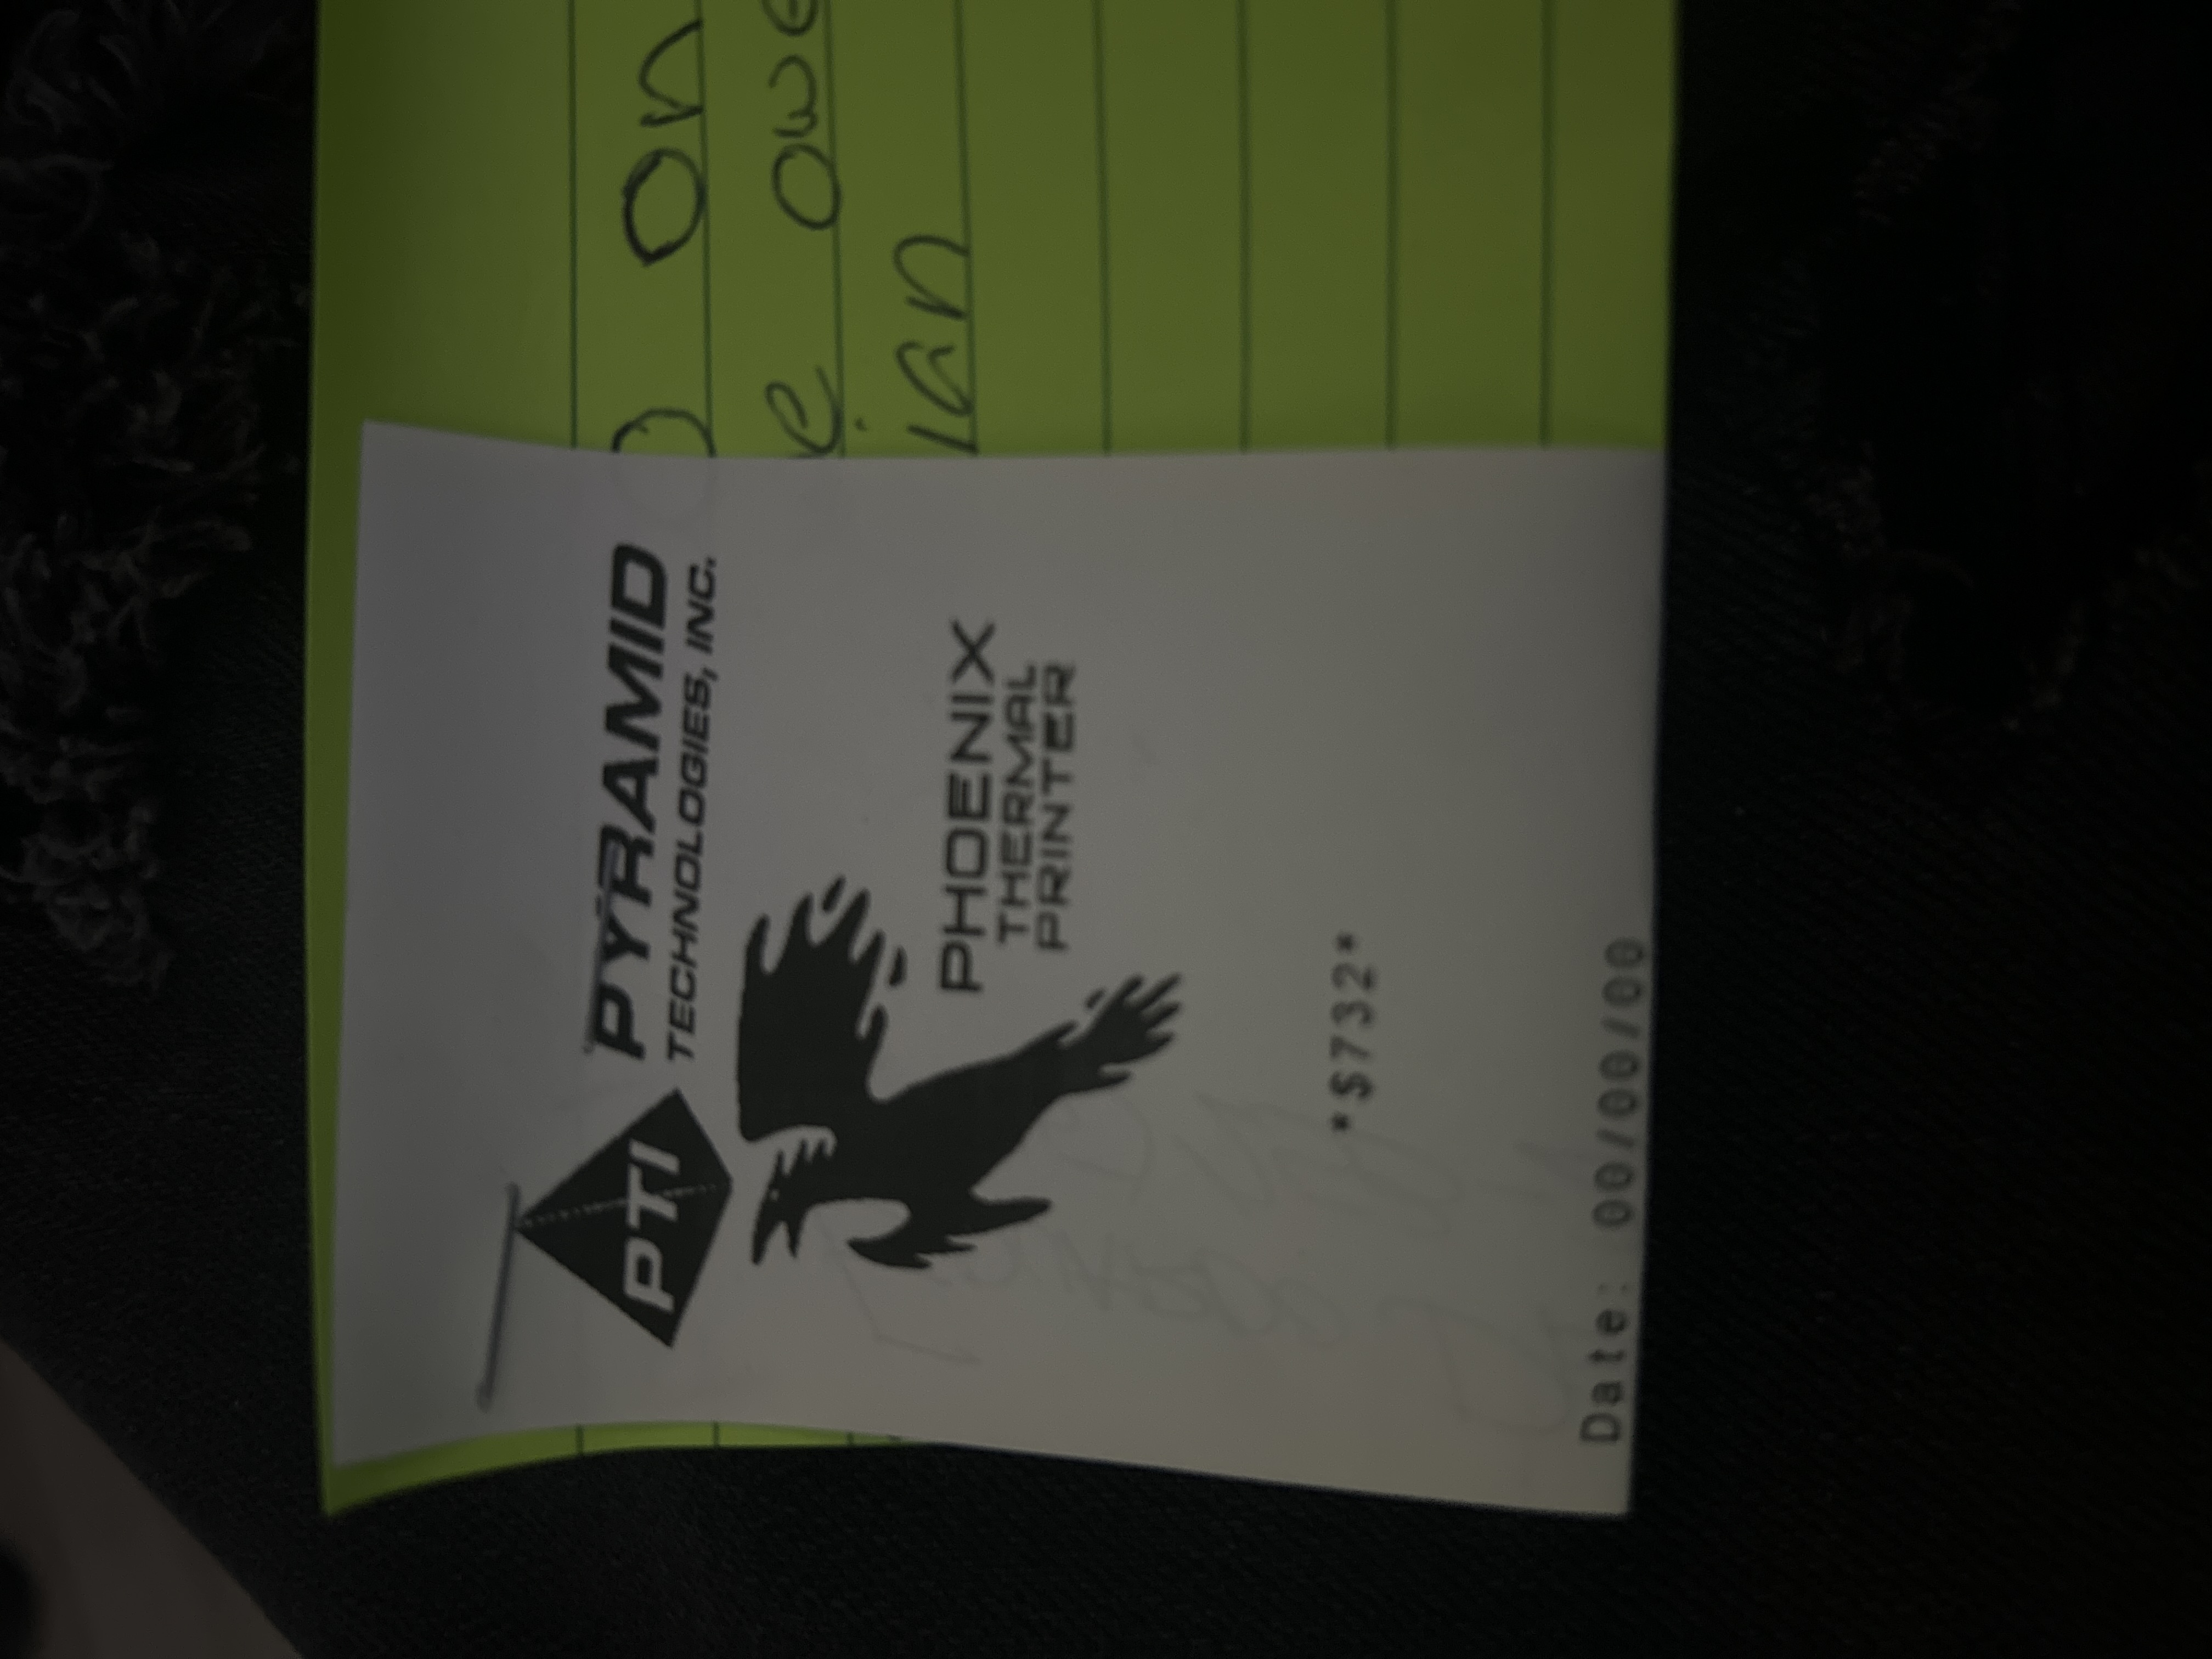 on
e owe
ian
PTI
PYRAMID
TECHNOLOGIES, INC.
PHOENIX
THERMAL
PRINTER
*$732*
Date: 00/00/00